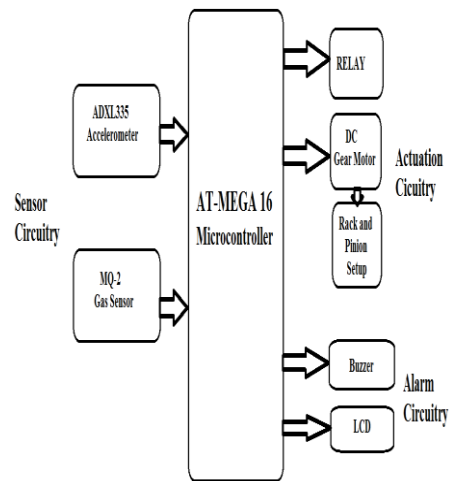 Sensor
Circuitry
ADXL335
Accelerometer
MQ-2
Gas Sensor
AT-MEGA 16
Microcontroller
RELAY
DC
Gear Motor
Rack and
Pinion
Setup
Actuation
Cicuitry
Buzzer
LCD
Alarm
Circuitry